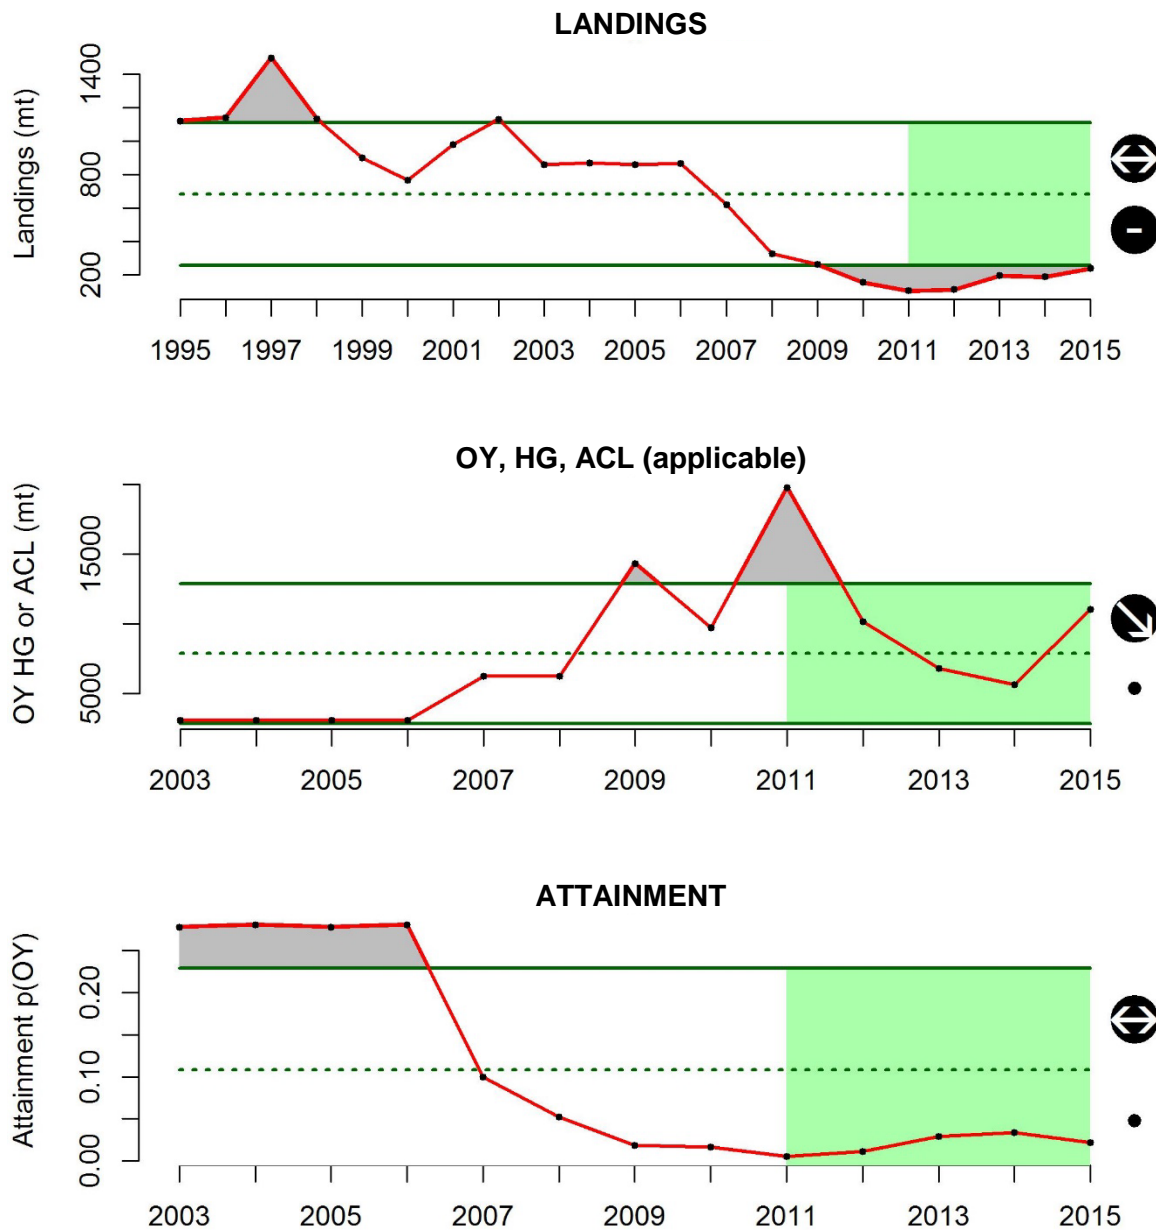 LANDINGS
Landings (mt)
1400
800
200
1995 1997 1999 2001 2003 2005 2007 2009 2011 2013 2015
OY, HG, ACL (applicable)
OY HG or ACL (mt)
15000
5000
2003 2005 2007 2009 2011 2013 2015
ATTAINMENT
Attainment p(OY)
0.20
0.10
0.00
2003 2005 2007 2009 2011 2013 2015